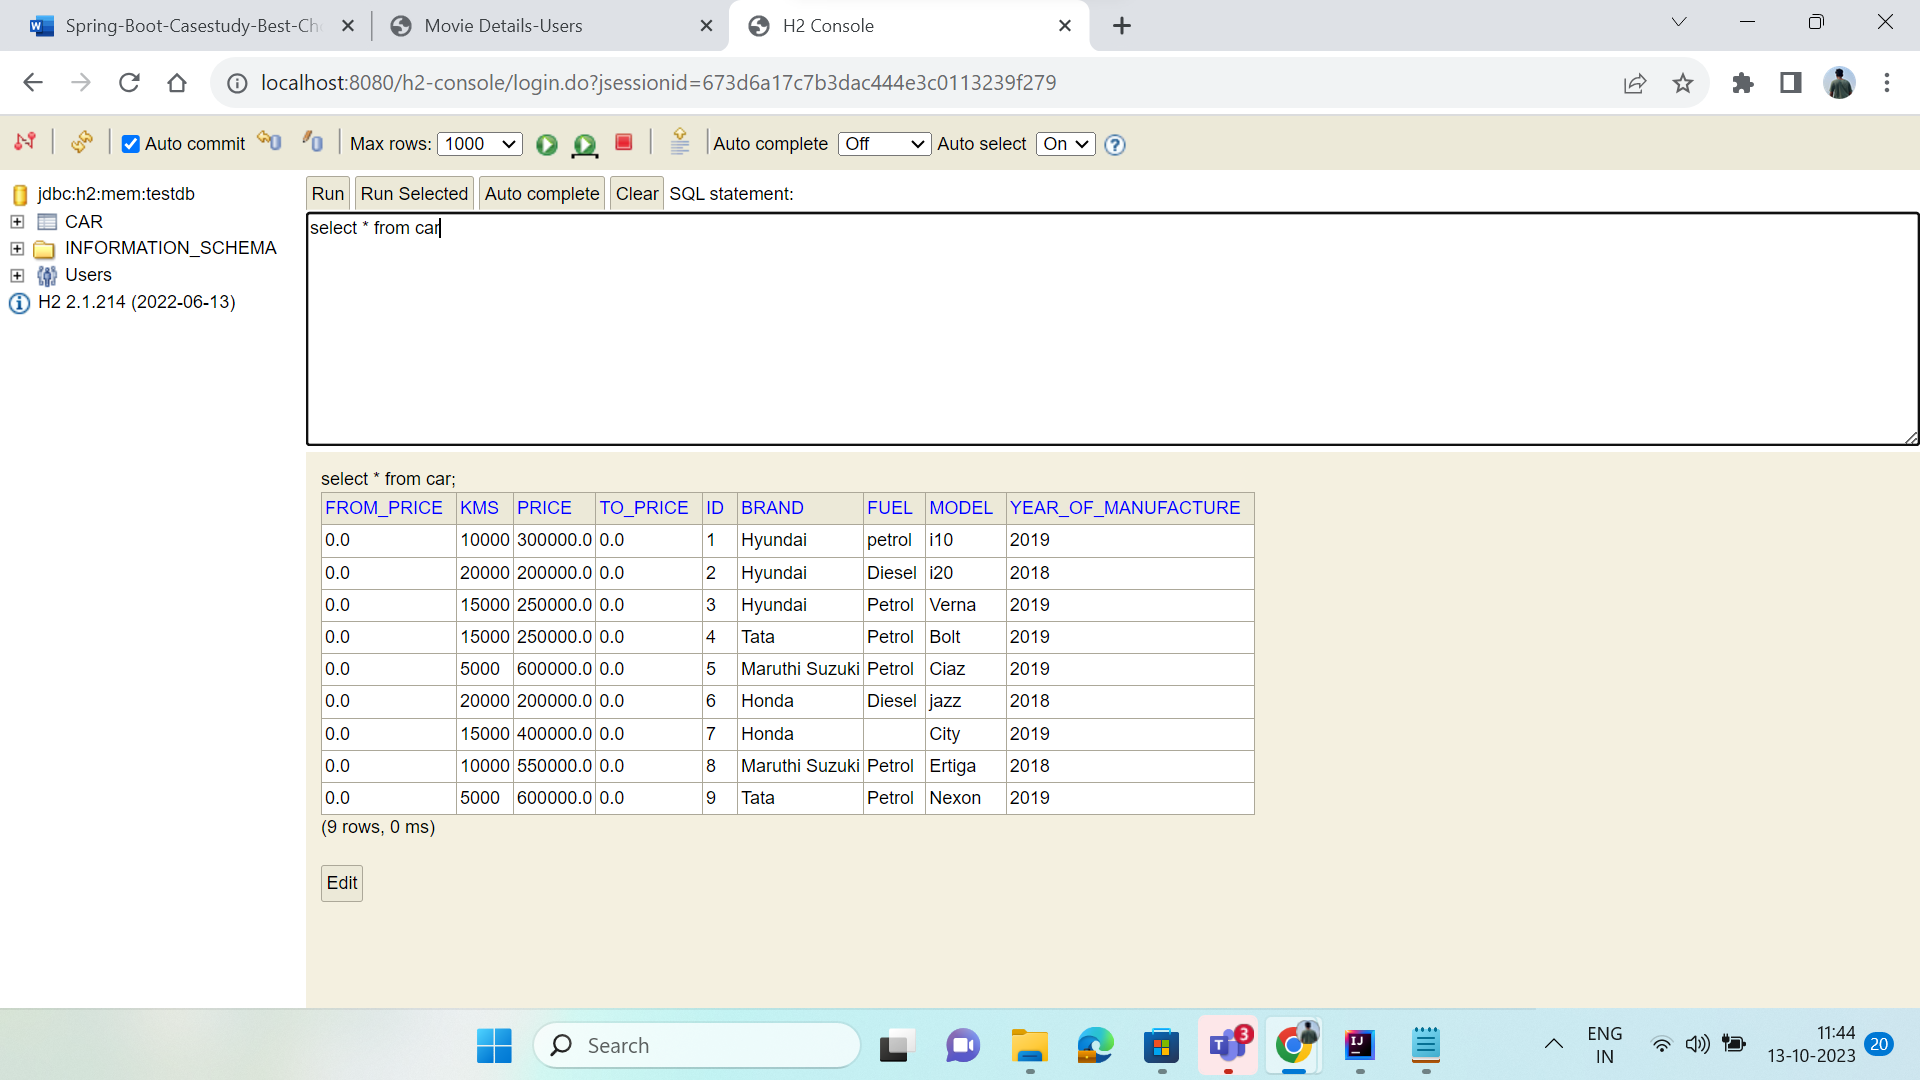 Spring-Boot-Casestudy-Best-Ch
Movie Details-Users
H2 Console
localhost:8080/h2-console/login.do?jsessionid=673d6a17c7b3dac444e3c0113239f279
Auto commit Max rows: 1000 Auto complete Off Auto select On
jdbc:h2:mem:testdb
CAR
INFORMATION_SCHEMA
Users
H2 2.1.214 (2022-06-13)
Run Run Selected Auto complete Clear SQL statement:
select * from car
select * from car;
FROM_PRICE KMS PRICE TO_PRICE ID BRAND FUEL MODEL YEAR_OF_MANUFACTURE
0.0 10000 300000.0 0.0 1 Hyundai petrol i10 2019
0.0 20000 200000.0 0.0 2 Hyundai Diesel i20 2018
0.0 15000 250000.0 0.0 3 Hyundai Petrol Verna 2019
0.0 15000 250000.0 0.0 4 Tata Petrol Bolt 2019
0.0 5000 600000.0 0.0 5 Maruthi Suzuki Petrol Ciaz 2019
0.0 20000 200000.0 0.0 6 Honda Diesel jazz 2018
0.0 15000 400000.0 0.0 7 Honda City 2019
0.0 10000 550000.0 0.0 8 Maruthi Suzuki Petrol Ertiga 2018
0.0 5000 600000.0 0.0 9 Tata Petrol Nexon 2019
(9 rows, 0 ms)
Edit
Search
3
ENG
IN
11:44
13-10-2023
20